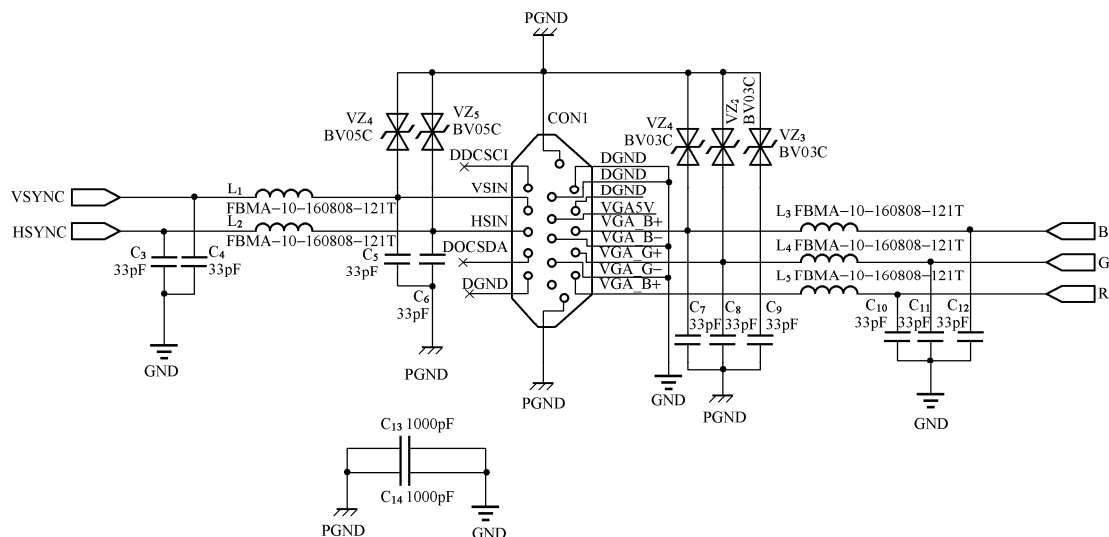 PGND
VZ₄
BV05C
VZ₅
BV05C
CON1
VZ₄
BV03C
VZ₂
BV03C
VZ₃
BV03C
DDCSCI
VSIN
HSIN
DOCSDA
DGND
DGND
DGND
DGND
VGA5V
VGA_B+
VGA_B-
VGA_G+
VGA_G-
VGA_B+
VSYNC
HSYNC
L₁
FBMA-10-160808-121T
L₂
FBMA-10-160808-121T
C₃
33pF
C₄
33pF
C₅
33pF
C₆
33pF
L₃ FBMA-10-160808-121T
L₄ FBMA-10-160808-121T
L₅ FBMA-10-160808-121T
B
G
R
C₇
33pF
C₈
33pF
C₉
33pF
C₁₀
33pF
C₁₁
33pF
C₁₂
33pF
GND
PGND
PGND
GND
PGND
GND
C₁₃ 1000pF
C₁₄ 1000pF
PGND
GND